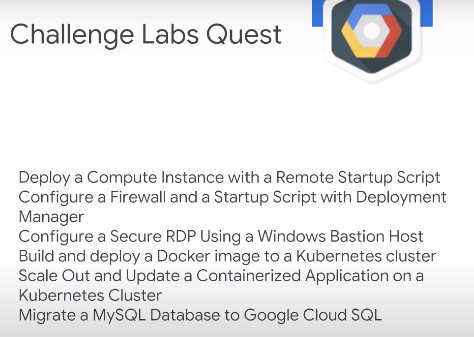 Challenge Labs Quest
Deploy a Compute Instance with a Remote Startup Script
Configure a Firewall and a Startup Script with Deployment
Manager
Configure a Secure RDP Using a Windows Bastion Host
Build and deploy a Docker image to a Kubernetes cluster
Scale Out and Update a Containerized Application on a
Kubernetes Cluster
Migrate a MySQL Database to Google Cloud SQL